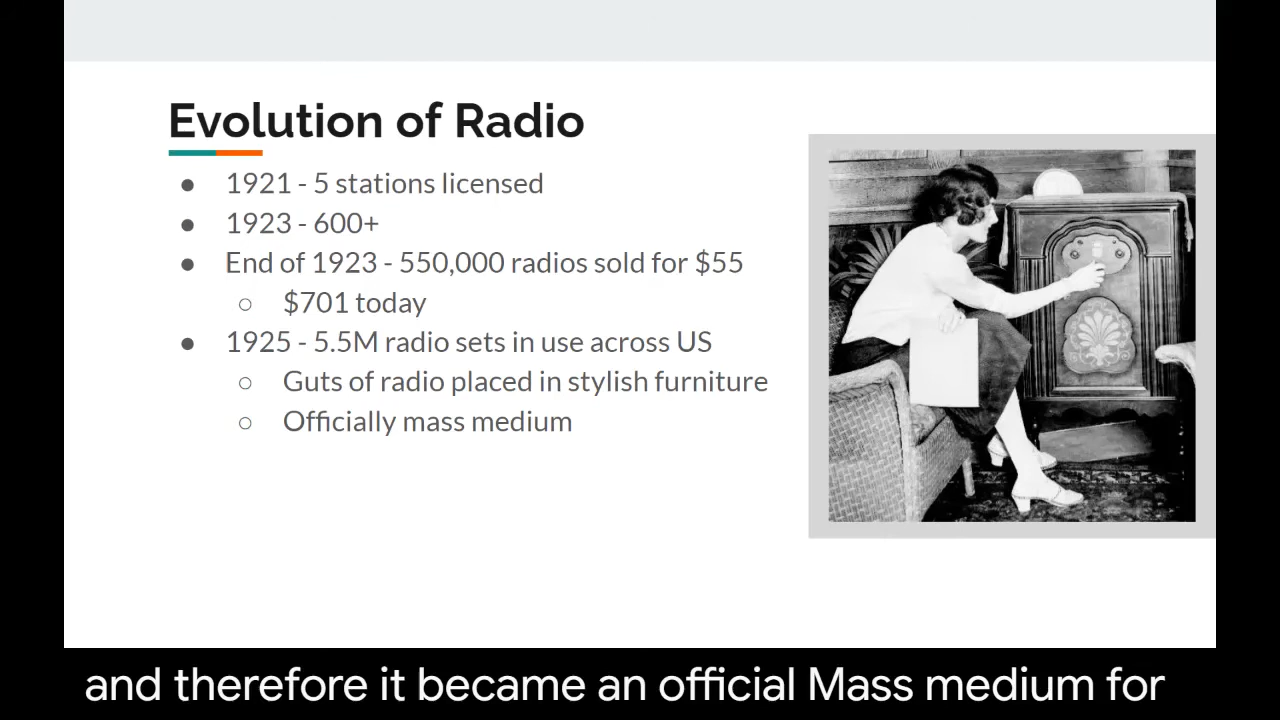 Evolution of Radio
● 1921 - 5 stations licensed
● 1923 - 600+
● End of 1923 - 550,000 radios sold for $55
○ $701 today
● 1925 - 5.5M radio sets in use across US
○ Guts of radio placed in stylish furniture
○ Officially mass medium
and therefore it became an official Mass medium for